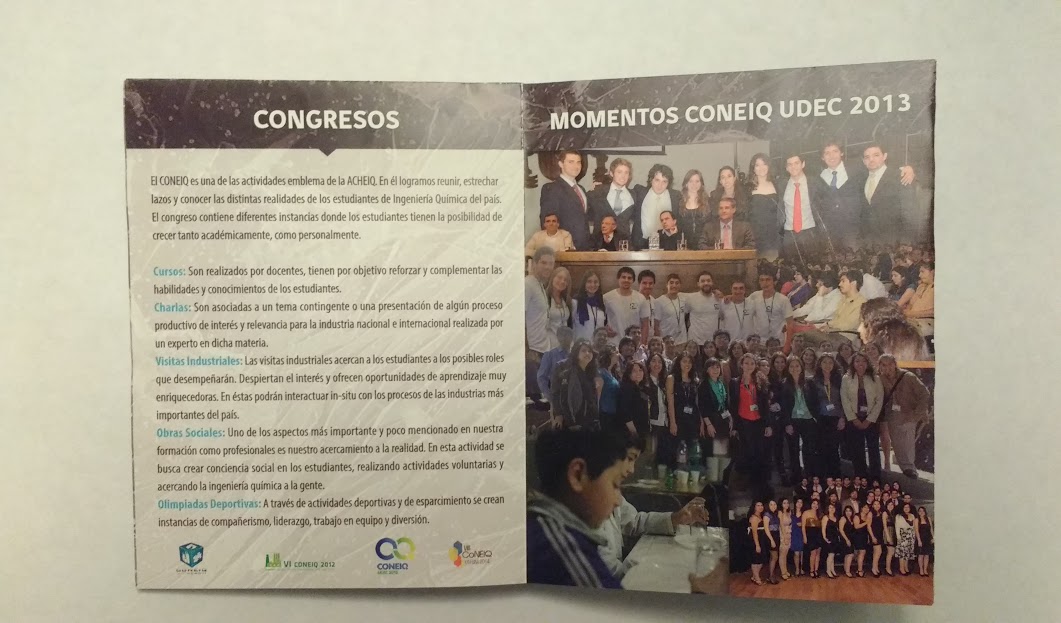 CONGRESOS
El CONEIQ es una de las actividades emblema de la ACHEIQ. En él logramos reunir, estrechar
lazos y conocer las distintas realidades de los estudiantes de Ingeniería Química del país.
El congreso contiene diferentes instancias donde los estudiantes tienen la posibilidad de
crecer tanto académicamente, como personalmente.
Cursos: Son realizados por docentes, tienen por objetivo reforzar y complementar las
habilidades y conocimientos de los estudiantes.
Charlas: Son asociadas a un tema contingente o una presentación de algún proceso
productivo de interés y relevancia para la industria nacional e internacional realizada por
un experto en dicha materia.
Visitas Industriales: Las visitas industriales acercan a los estudiantes a los posibles roles
que desempeñarán. Despiertan el interés y ofrecen oportunidades de aprendizaje muy
enriquecedoras. En éstas podrán interactuar in-situ con los procesos de las industrias más
importantes del país.
Obras Sociales: Uno de los aspectos más importante y poco mencionado en nuestra
formación como profesionales es nuestro acercamiento a la realidad. En esta actividad se
busca crear conciencia social en los estudiantes, realizando actividades voluntarias y
acercando la ingeniería química a la gente.
Olimpiadas Deportivas: A través de actividades deportivas y de esparcimiento se crean
instancias de compañerismo, liderazgo, trabajo en equipo y diversión.
CONEIQ
VI CONEIQ 2012
CONEIQ
UDEC 2013
VIII
CoNEIQ
MOMENTOS CONEIQ UDEC 2013